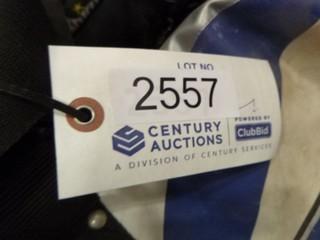 LOT NO
2557
CENTURY
AUCTIONS
POWERED BY
ClubBid
A DIVISION OF CENTURY SERVICES